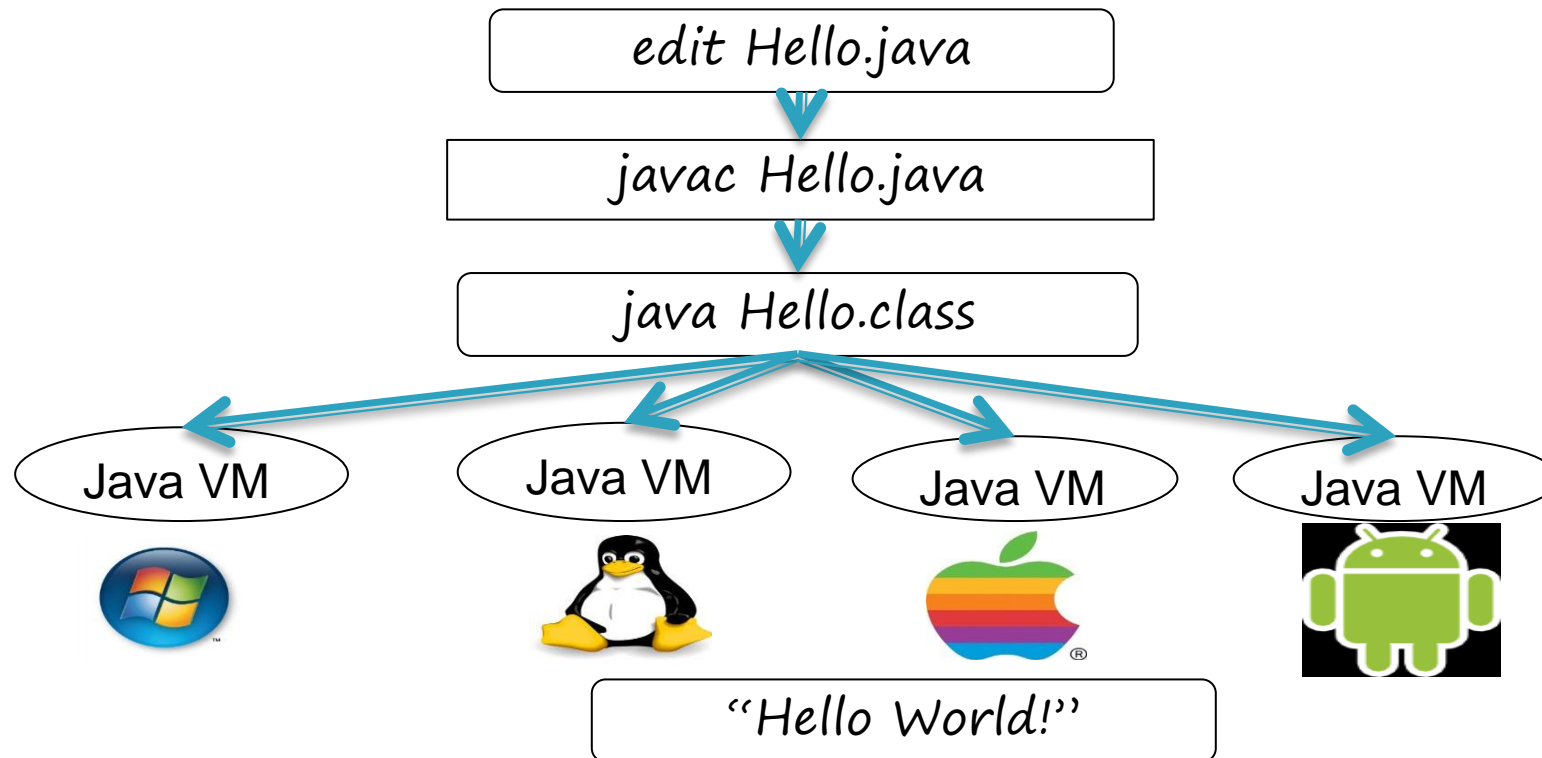 edit Hello.java
javac Hello.java
java Hello.class
Java VM
Java VM
Java VM
Java VM
™
®
“Hello World!”